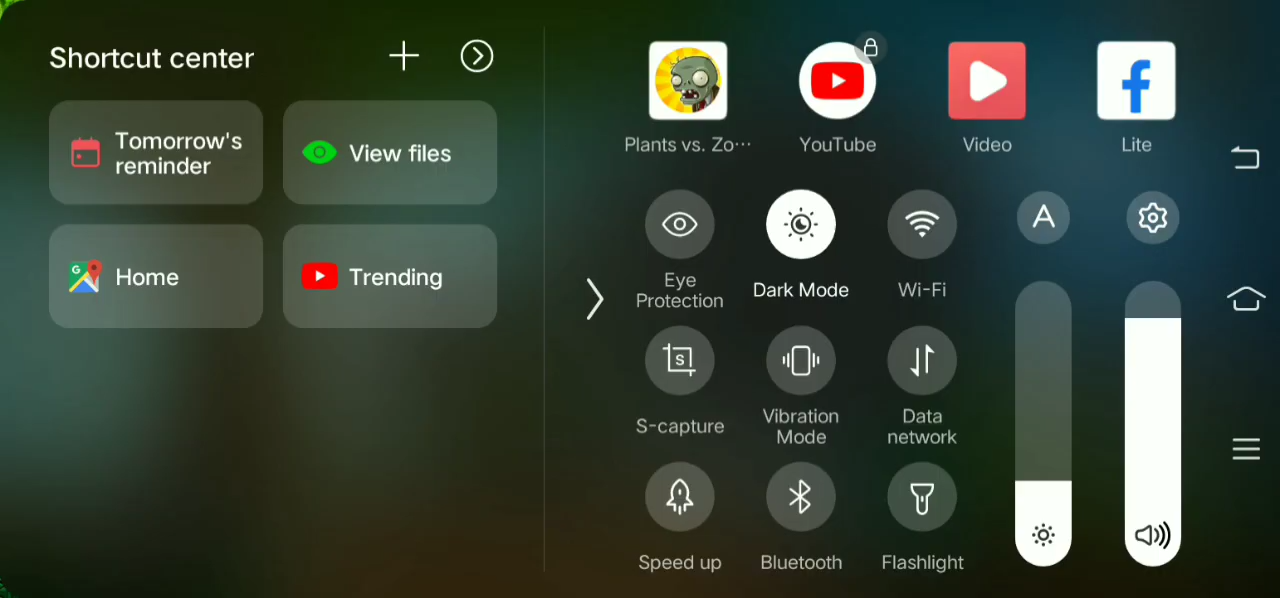 Shortcut center
Tomorrow's
reminder
View files
Home
Trending
Plants vs. Zo···
YouTube
Video
Lite
Eye
Protection
Dark Mode
Wi-Fi
A
S
S-capture
Vibration
Mode
Data
network
Speed up
Bluetooth
Flashlight